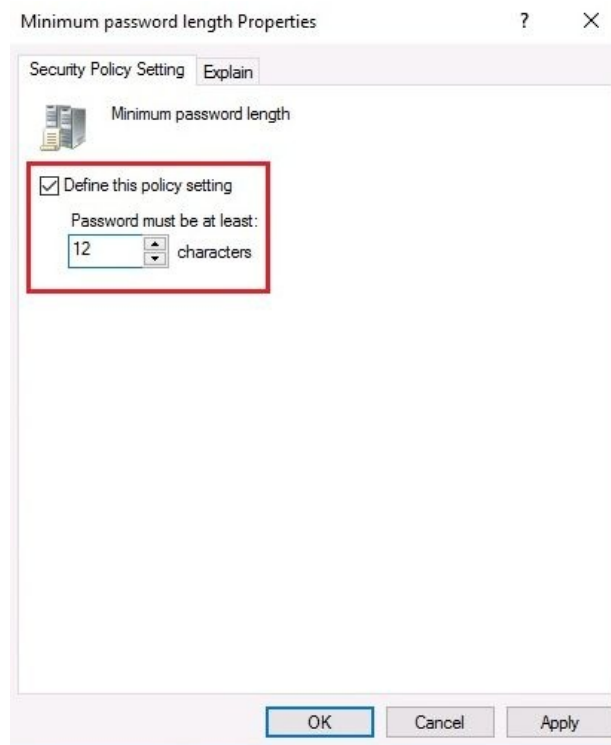 Minimum password length Properties ? ×
Security Policy Setting Explain
Minimum password length
Define this policy setting
Password must be at least:
12 characters
OK Cancel Apply